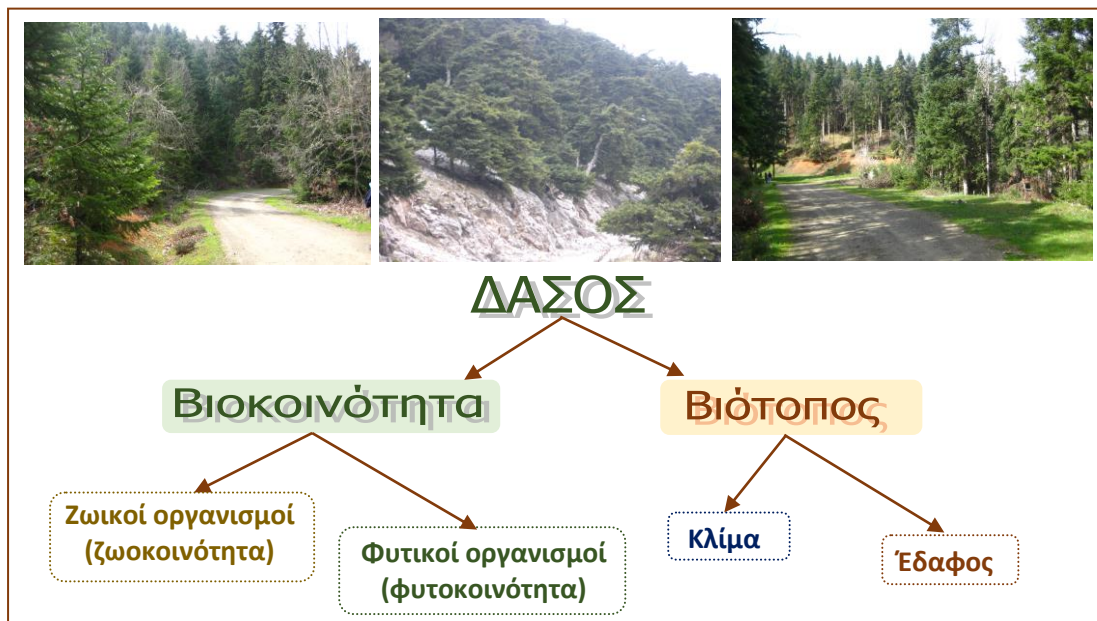 ΔΑΣΟΣ
Βιοκοινότητα
Βιότοπος
Ζωικοί οργανισμοί
(ζωοκοινότητα)
Φυτικοί οργανισμοί
(φυτοκοινότητα)
Κλίμα
Έδαφος